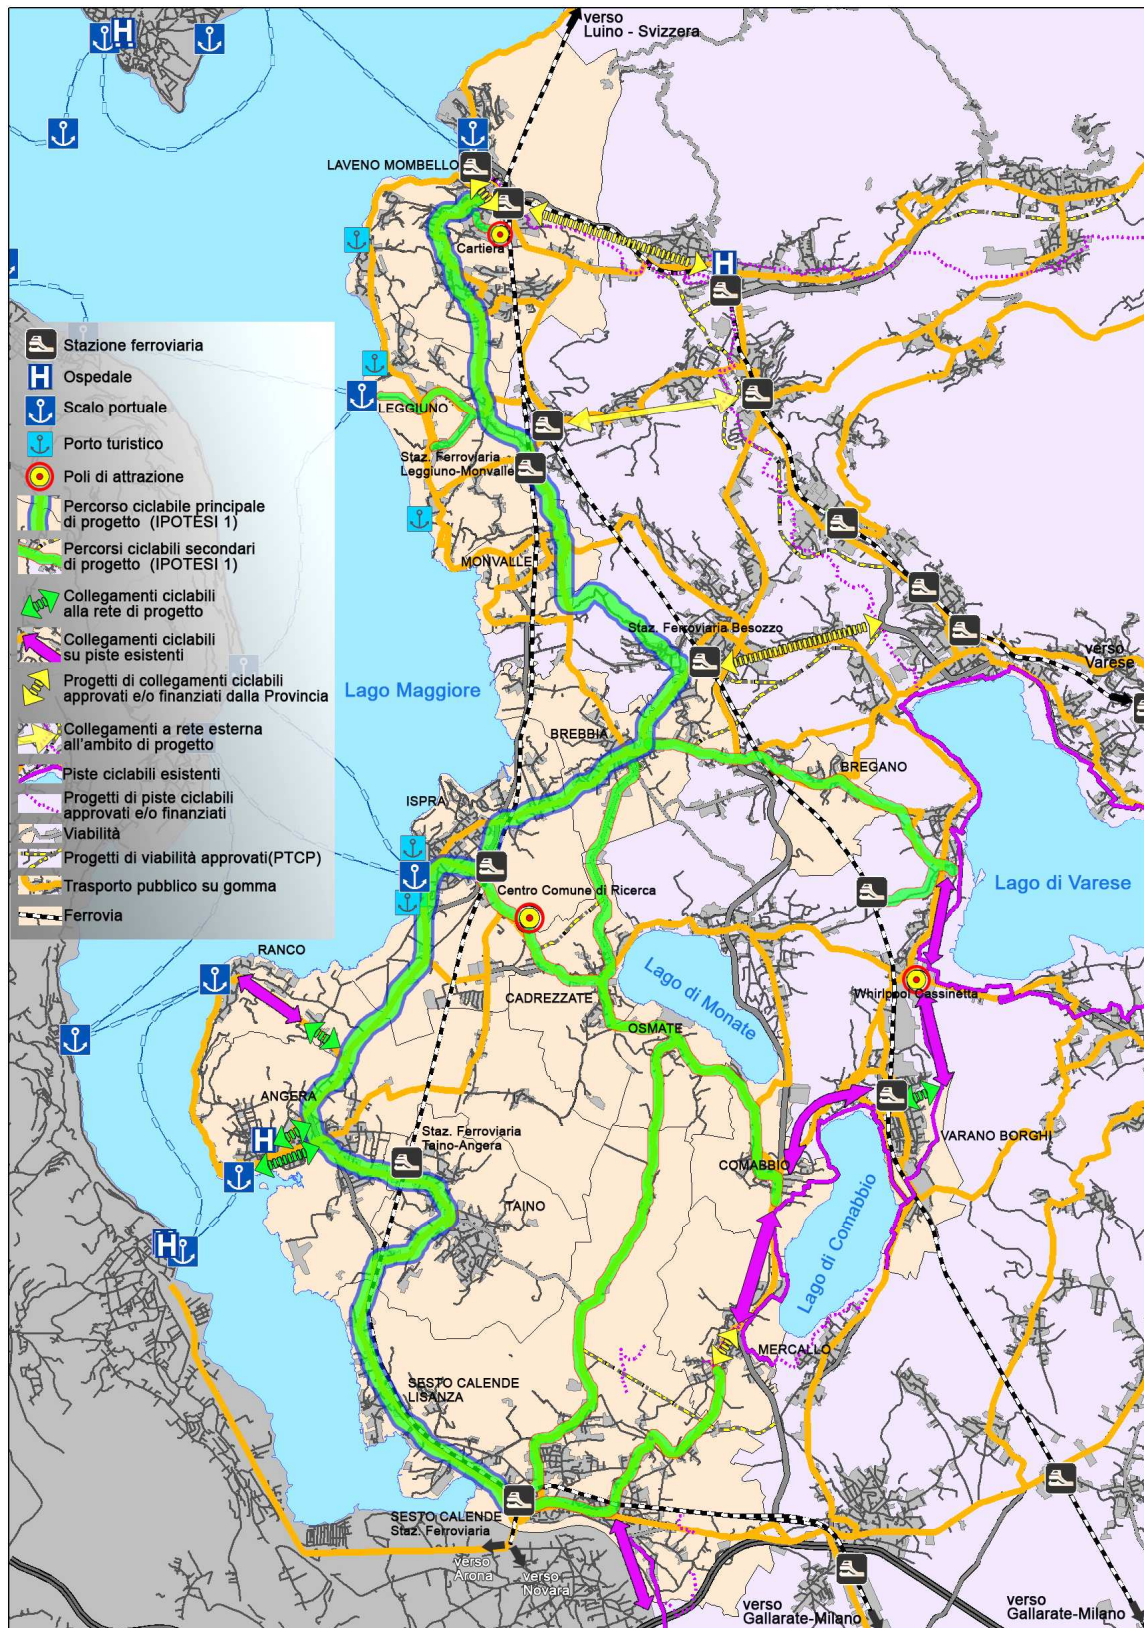 verso
Luino - Svizzera
LAVENO MOMBELLO
Cartiera
H
H
Stazione ferroviaria
H Ospedale
Scalo portuale
Porto turistico
Poli di attrazione
Percorso ciclabile principale
di progetto (IPOTESI 1)
Percorsi ciclabili secondari
di progetto (IPOTESI 1)
Collegamenti ciclabili
alla rete di progetto
Collegamenti ciclabili
su piste esistenti
Progetti di collegamenti ciclabili
approvati e/o finanziati dalla Provincia
Collegamenti a rete esterna
all'ambito di progetto
Piste ciclabili esistenti
Progetti di piste ciclabili
approvati e/o finanziati
Viabilità
Progetti di viabilità approvati(PTCP)
Trasporto pubblico su gomma
Ferrovia
LEGGIUNO
Staz. Ferroviaria
Leggiuno-Monvalle
MONVALLE
Staz. Ferroviaria Besozzo
verso
Varese
Lago Maggiore
BREBBIA
BREGANO
ISPRA
Centro Comune di Ricerca
Lago di Varese
RANCO
Lago di Monate
Whirlpool Cassinetta
CADREZZATE
OSMATE
ANGERA
H
Staz. Ferroviaria
Taino-Angera
VARANO BORGHI
COMABBIO
TAINO
Lago di Comabbio
H
MERCALLO
SESTO CALENDE
LISANZA
SESTO CALENDE
Staz. Ferroviaria
verso
Arona
verso
Novara
verso
Gallarate-Milano
verso
Gallarate-Milano